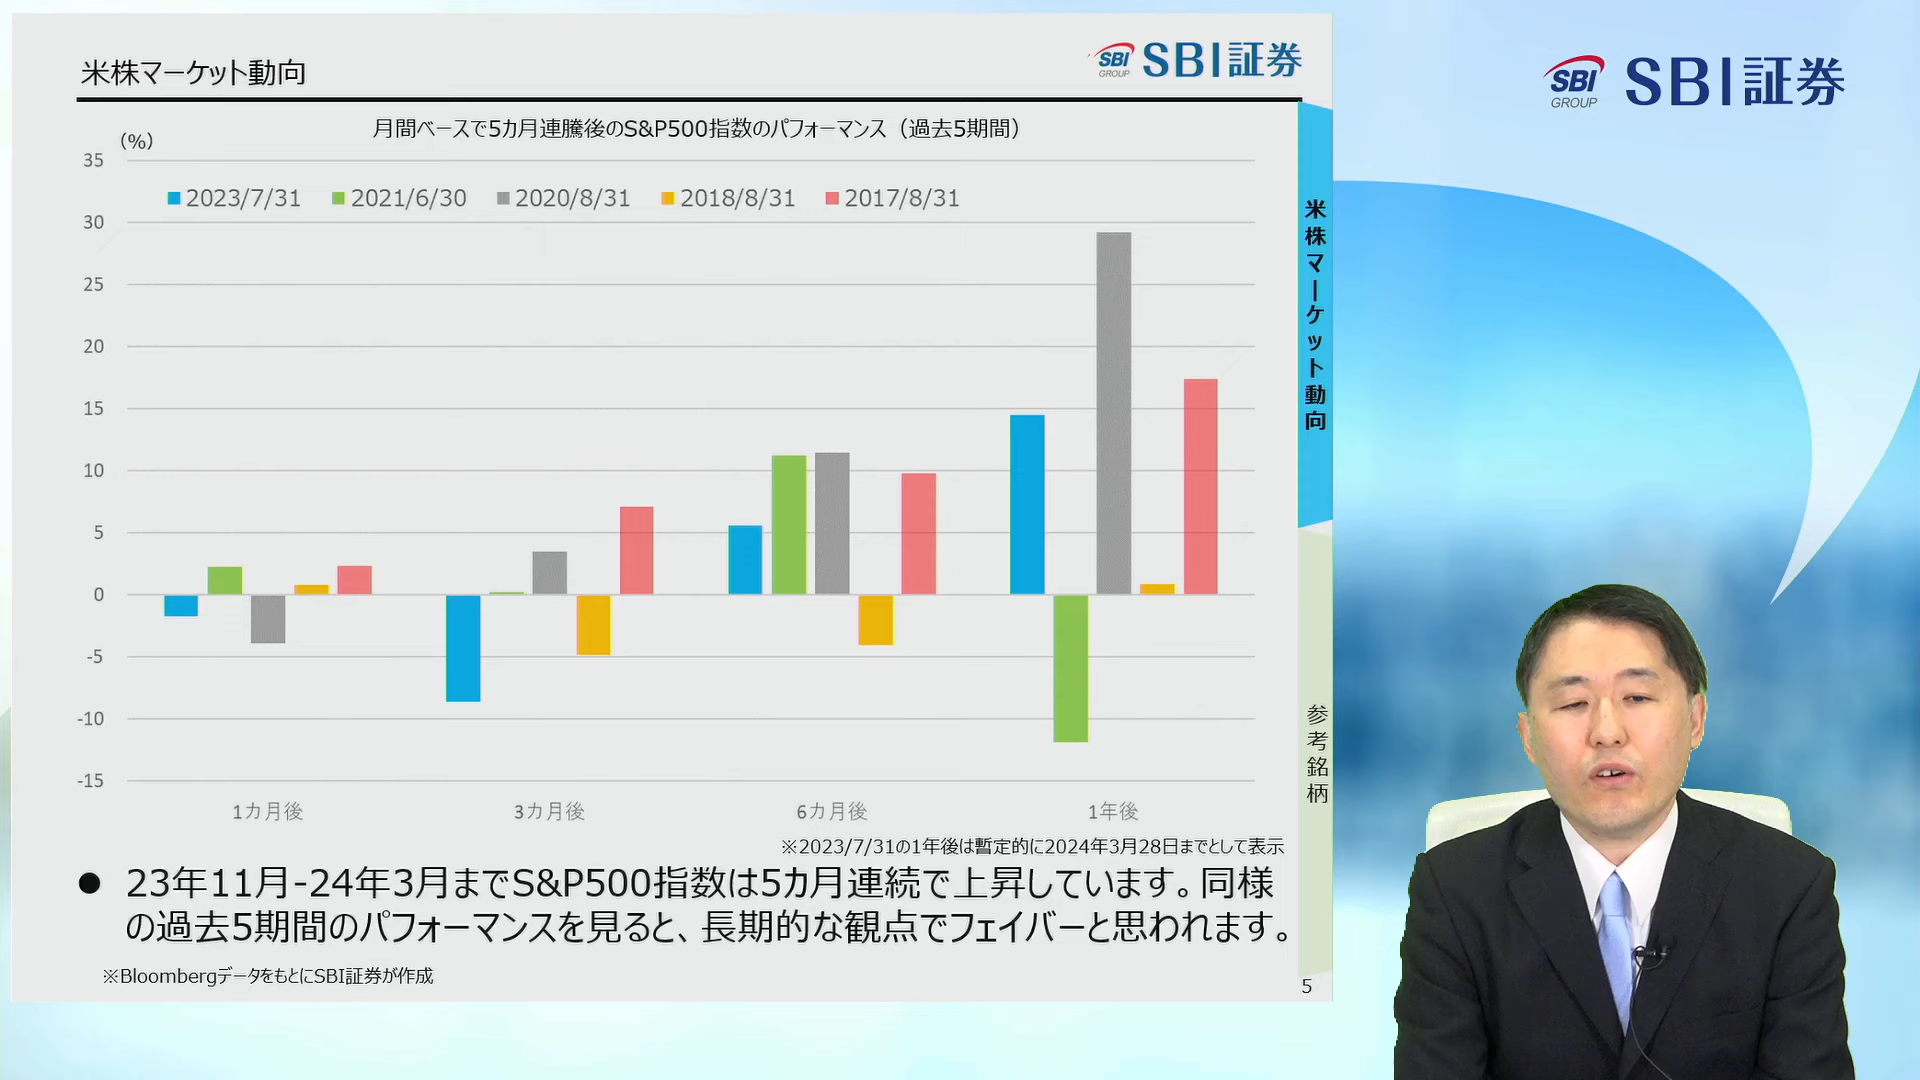 米株マーケット動向
SBI GROUP SBI証券
SBI GROUP SBI証券
月間ベースで5カ月連騰後のS&P500指数のパフォーマンス（過去5期間）
(%)
2023/7/31 2021/6/30 2020/8/31 2018/8/31 2017/8/31
35
30
25
20
15
10
5
0
-5
-10
-15
1カ月後 3カ月後 6カ月後 1年後
※2023/7/31の1年後は暫定的に2024年3月28日までとして表示
● 23年11月-24年3月までS&P500指数は5カ月連続で上昇しています。同様
の過去5期間のパフォーマンスを見ると、長期的な観点でフェイバーと思われます。
※BloombergデータをもとにSBI証券が作成
5
米株マーケット動向
参考銘柄